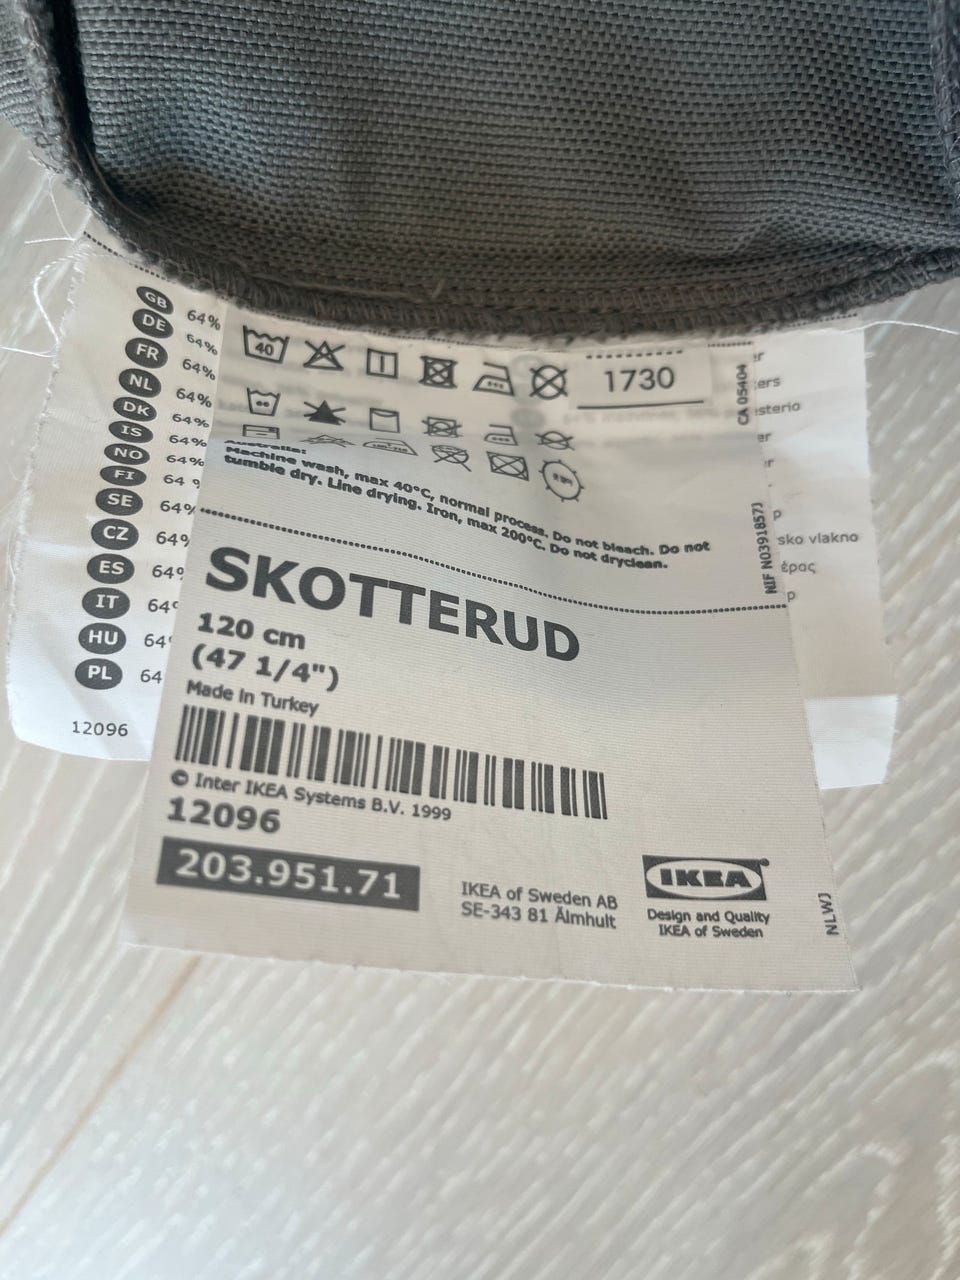 GB 64%
DE 64%
FR 64%
NL 64%
DK 64%
IS 64%
NO 64%
FI 64 %
SE 64%
CZ 64%
ES 64%
IT 64
HU 64
PL 64
12096
40
1730
CA 05404
Australia:
Machine wash, max 40°C, normal process. Do not bleach. Do not
tumble dry. Line drying. Iron, max 200°C. Do not dryclean.
NIF N0391857J
sko vlakno
SKOTTERUD
120 cm
(47 1/4")
Made in Turkey
© Inter IKEA Systems B.V. 1999
12096
203.951.71
IKEA of Sweden AB
SE-343 81 Älmhult
IKEA
Design and Quality
IKEA of Sweden
NLWJ